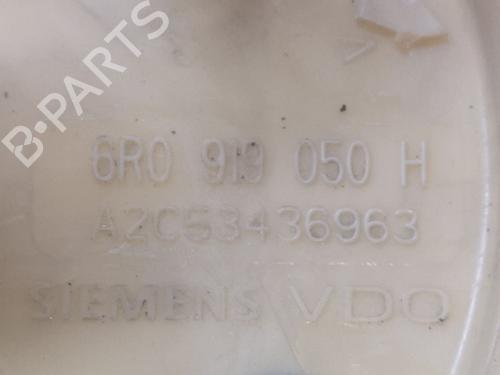 B-PARTS
6R0 919 050 H
A2C53436963
SIEMENS VDO